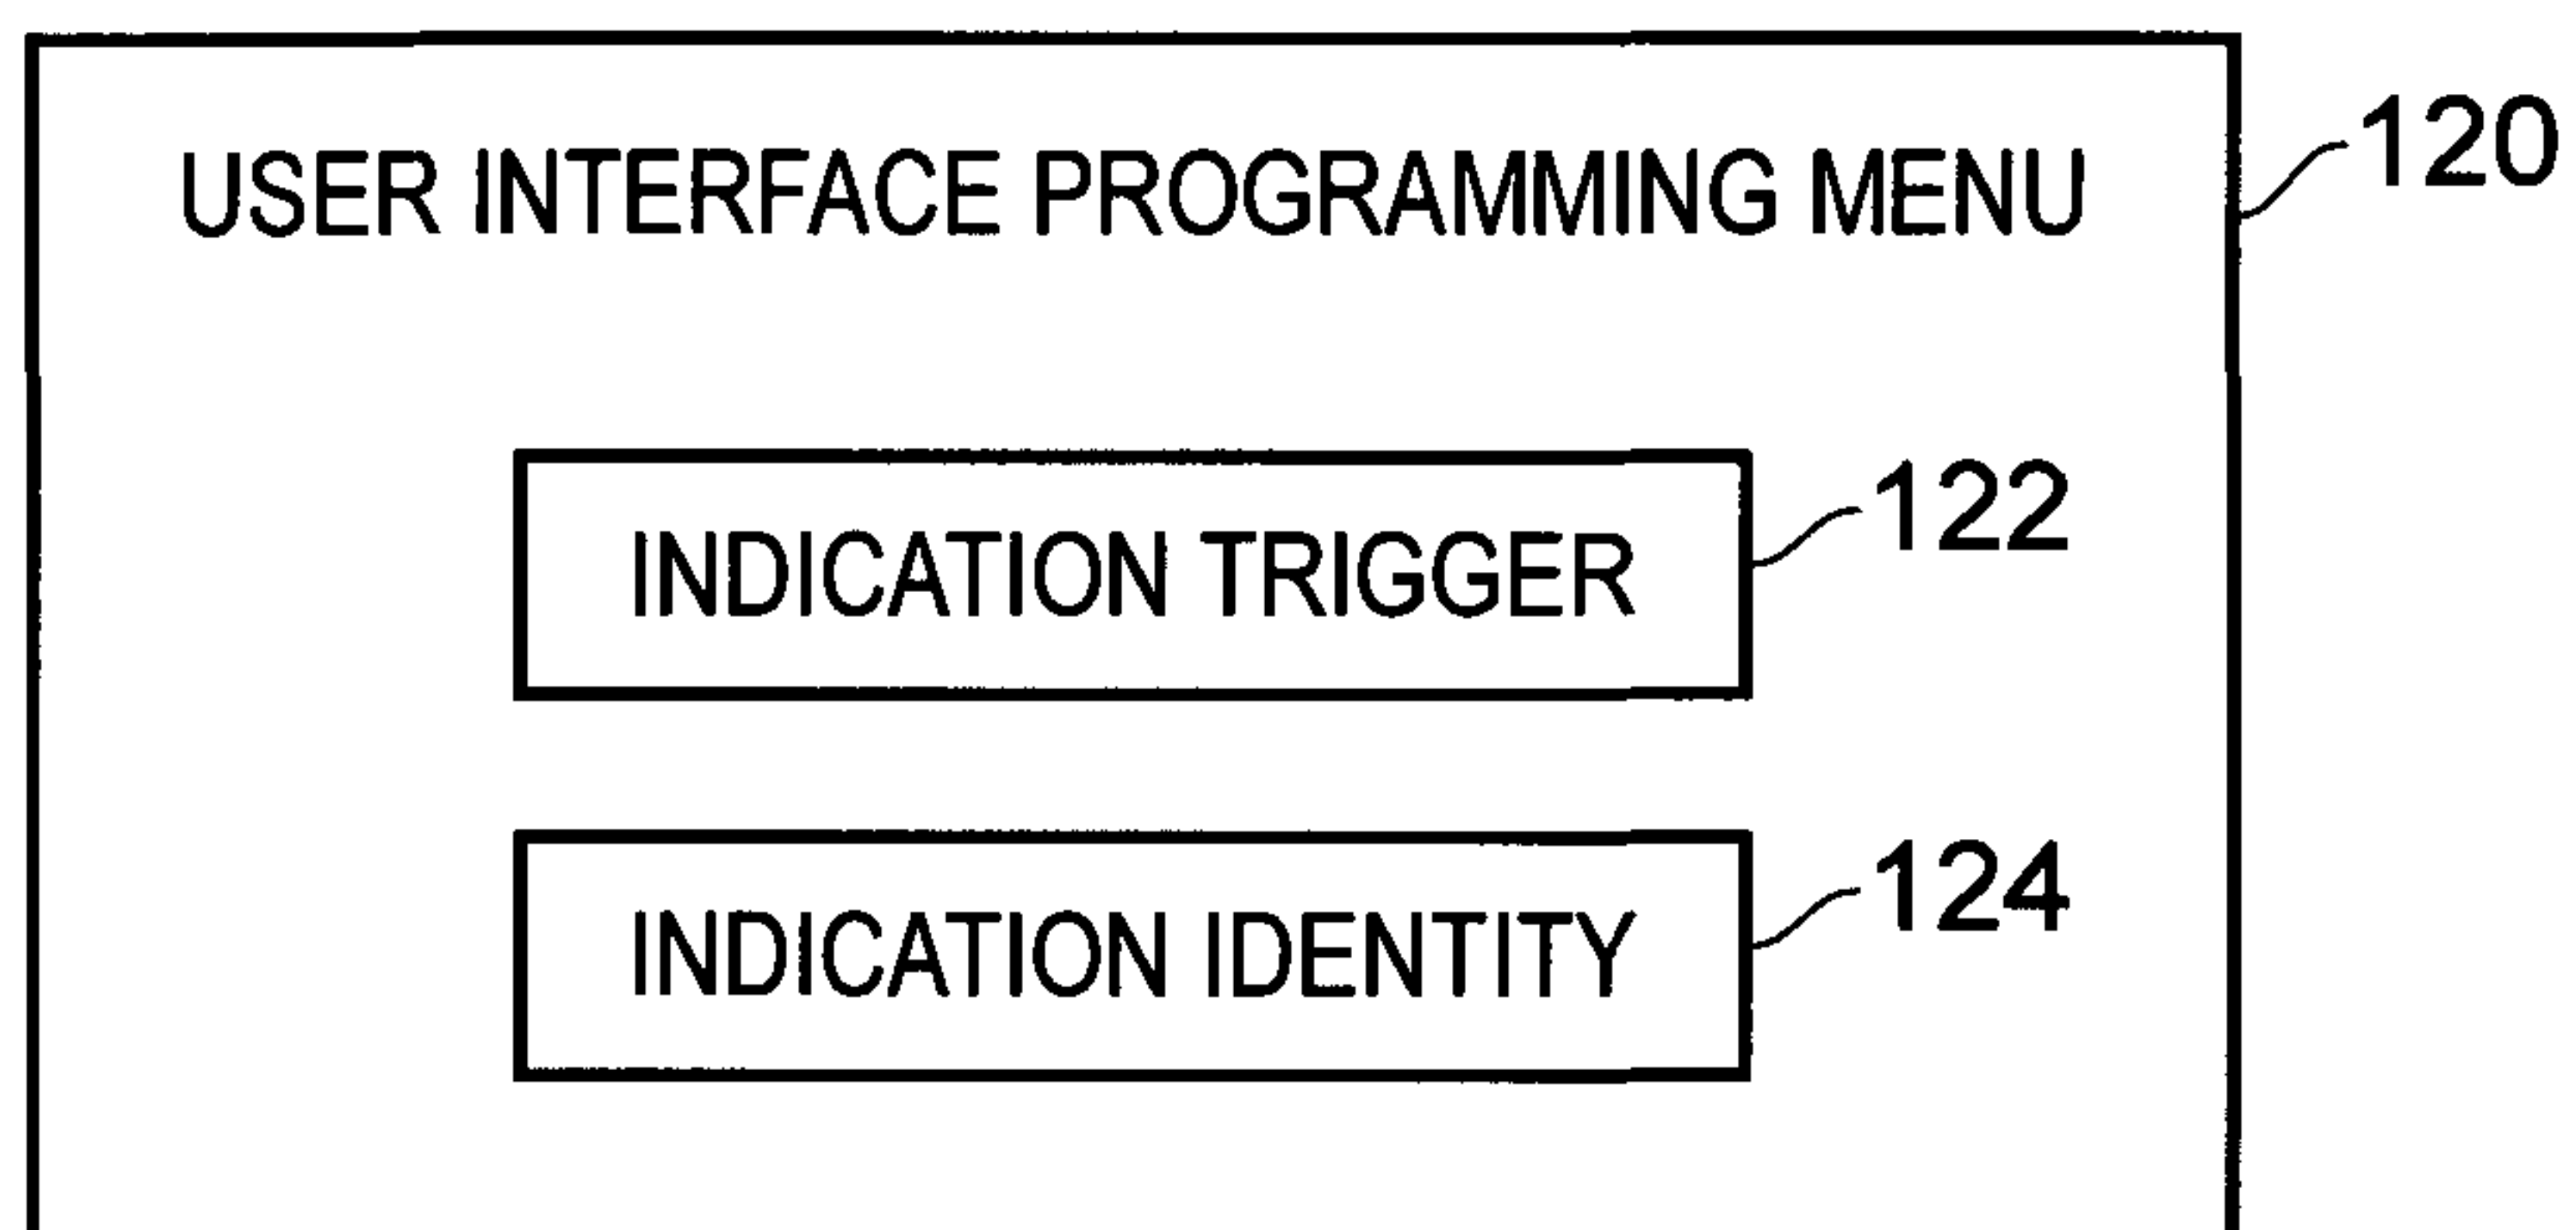 USER INTERFACE PROGRAMMING MENU
120
INDICATION TRIGGER
122
INDICATION IDENTITY
124